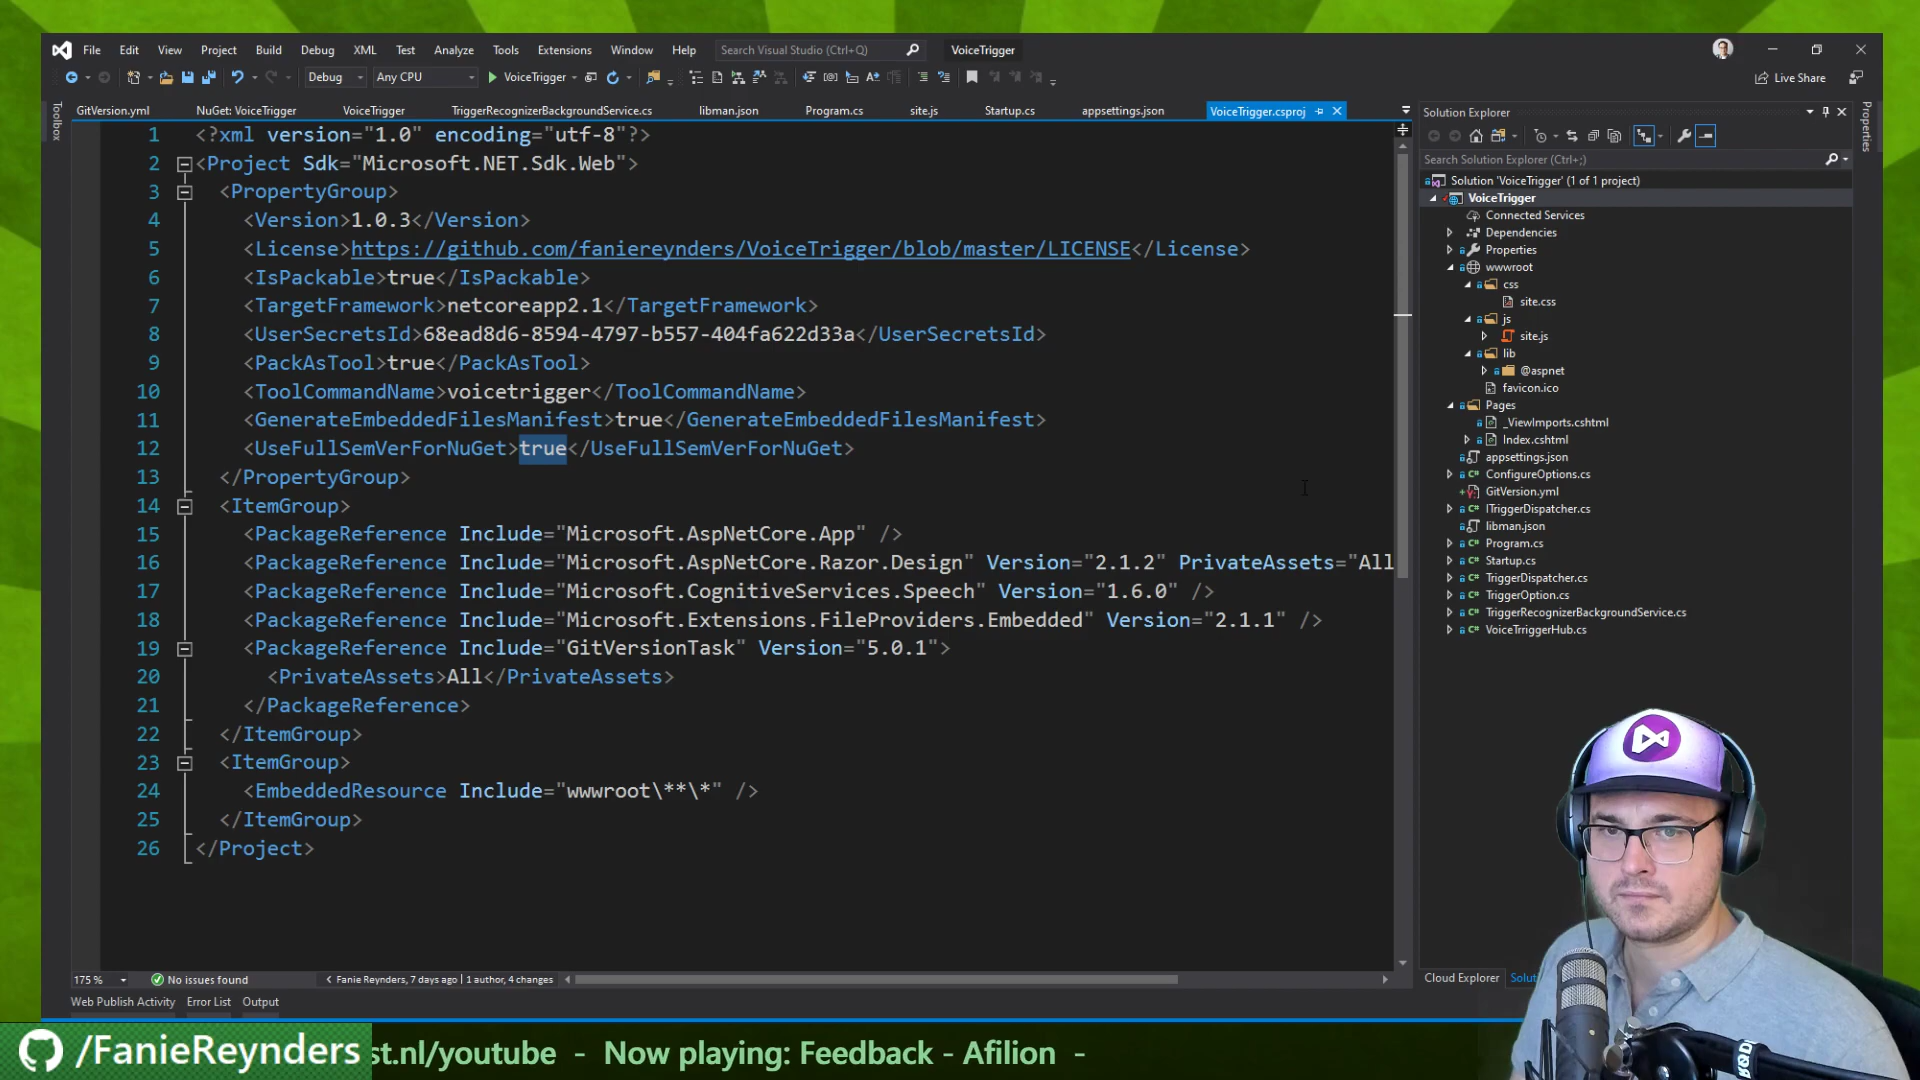 File Edit View Project Build Debug XML Test Analyze Tools Extensions Window Help Search Visual Studio (Ctrl+Q) VoiceTrigger
Debug Any CPU VoiceTrigger Live Share
GitVersion.yml NuGet: VoiceTrigger VoiceTrigger TriggerRecognizerBackgroundService.cs libman.json Program.cs site.js Startup.cs appsettings.json VoiceTrigger.csproj
Toolbox
1 <?xml version="1.0" encoding="utf-8"?>
2 <Project Sdk="Microsoft.NET.Sdk.Web">
3 <PropertyGroup>
4 <Version>1.0.3</Version>
5 <License>https://github.com/faniereynders/VoiceTrigger/blob/master/LICENSE</License>
6 <IsPackable>true</IsPackable>
7 <TargetFramework>netcoreapp2.1</TargetFramework>
8 <UserSecretsId>68ead8d6-8594-4797-b557-404fa622d33a</UserSecretsId>
9 <PackAsTool>true</PackAsTool>
10 <ToolCommandName>voicetrigger</ToolCommandName>
11 <GenerateEmbeddedFilesManifest>true</GenerateEmbeddedFilesManifest>
12 <UseFullSemVerForNuGet>true</UseFullSemVerForNuGet>
13 </PropertyGroup>
14 <ItemGroup>
15 <PackageReference Include="Microsoft.AspNetCore.App" />
16 <PackageReference Include="Microsoft.AspNetCore.Razor.Design" Version="2.1.2" PrivateAssets="All
17 <PackageReference Include="Microsoft.CognitiveServices.Speech" Version="1.6.0" />
18 <PackageReference Include="Microsoft.Extensions.FileProviders.Embedded" Version="2.1.1" />
19 <PackageReference Include="GitVersionTask" Version="5.0.1">
20 <PrivateAssets>All</PrivateAssets>
21 </PackageReference>
22 </ItemGroup>
23 <ItemGroup>
24 <EmbeddedResource Include="wwwroot\**\*" />
25 </ItemGroup>
26 </Project>
175 % No issues found Fanie Reynders, 7 days ago | 1 author, 4 changes
Web Publish Activity Error List Output
Solution Explorer
Search Solution Explorer (Ctrl+;)
Solution 'VoiceTrigger' (1 of 1 project)
VoiceTrigger
Connected Services
Dependencies
Properties
wwwroot
css
site.css
js
site.js
lib
@aspnet
favicon.ico
Pages
_ViewImports.cshtml
Index.cshtml
appsettings.json
ConfigureOptions.cs
GitVersion.yml
ITriggerDispatcher.cs
libman.json
Program.cs
Startup.cs
TriggerDispatcher.cs
TriggerOption.cs
TriggerRecognizerBackgroundService.cs
VoiceTrriggerHub.cs
Cloud Explorer Solut
Properties
/FanieReynders st.nl/youtube - Now playing: Feedback - Afilion -